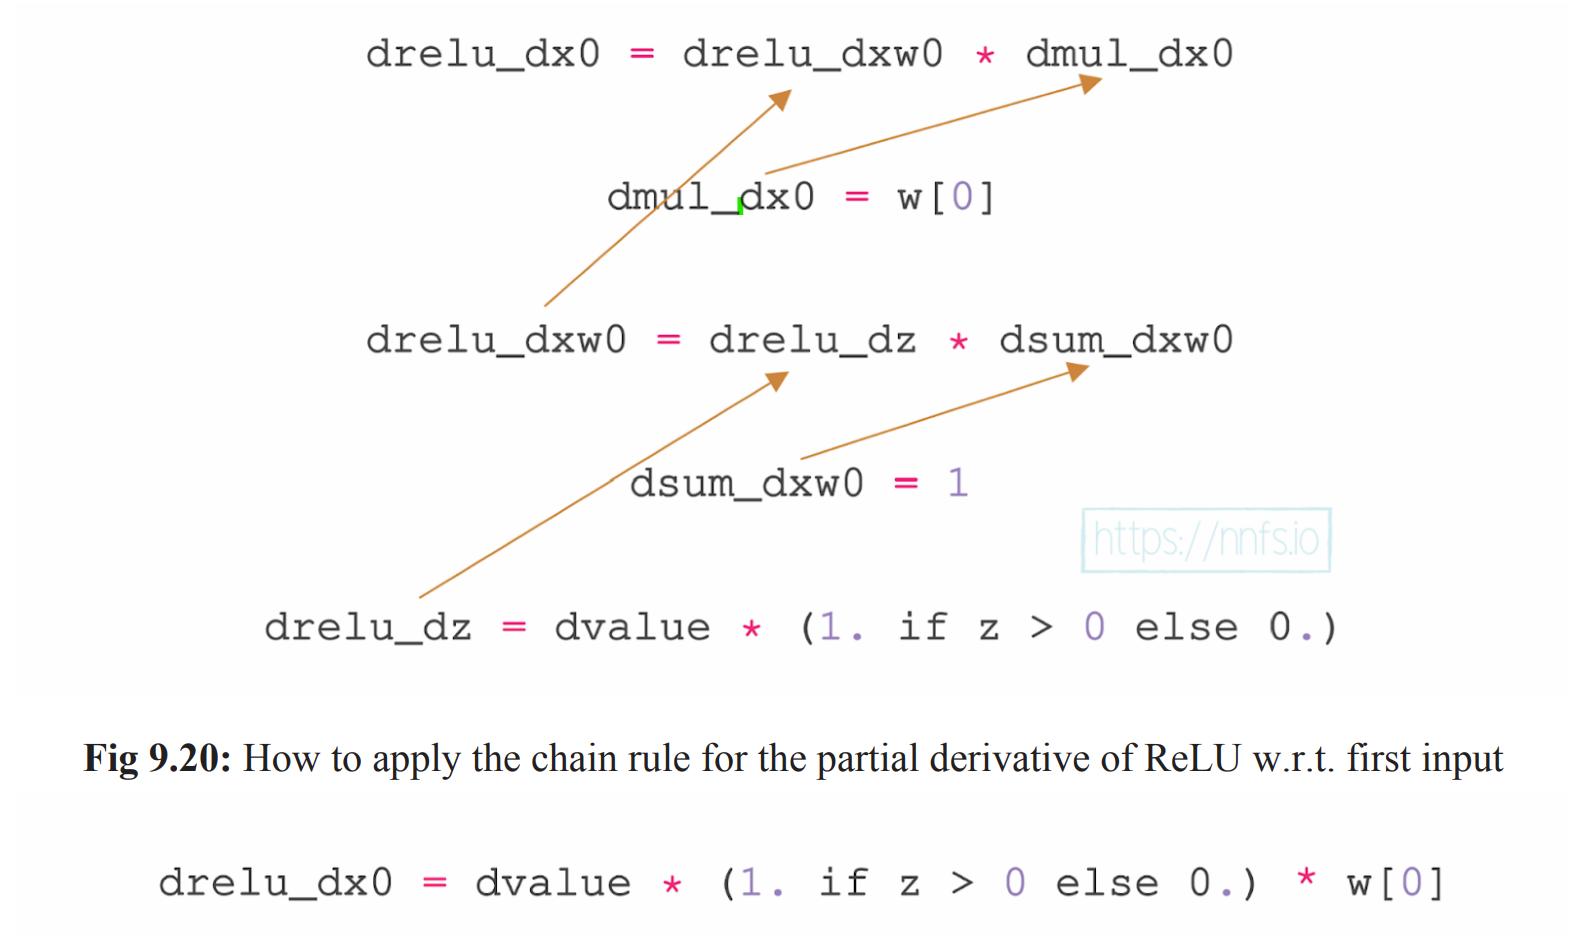 drelu_dx0 = drelu_dxw0 * dmul_dx0
dmul_dx0 = w[0]
drelu_dxw0 = drelu_dz * dsum_dxw0
dsum_dxw0 = 1
https://nnfs.io
drelu_dz = dvalue * (1. if z > 0 else 0.)
Fig 9.20: How to apply the chain rule for the partial derivative of ReLU w.r.t. first input
drelu_dx0 = dvalue * (1. if z > 0 else 0.) * w[0]